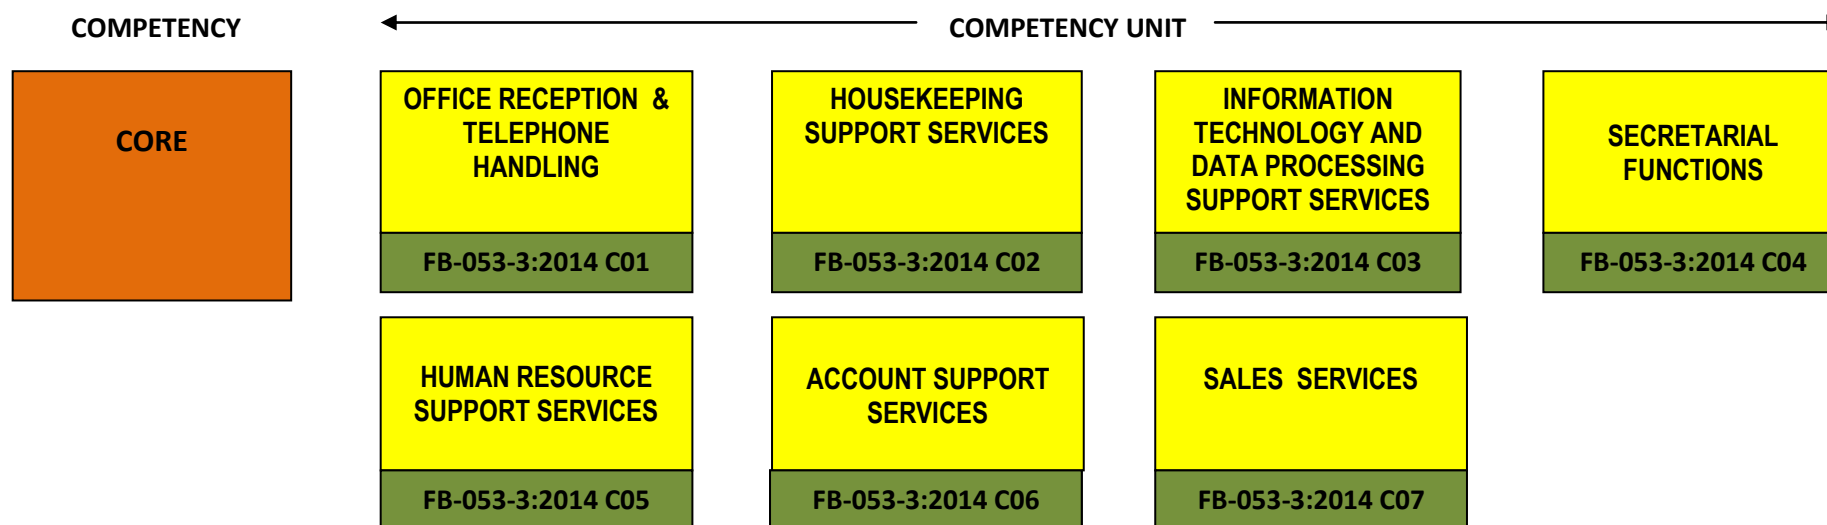 COMPETENCY
COMPETENCY UNIT
CORE
OFFICE RECEPTION &
TELEPHONE
HANDLING
FB-053-3:2014 C01
HOUSEKEEPING
SUPPORT SERVICES
FB-053-3:2014 C02
INFORMATION
TECHNOLOGY AND
DATA PROCESSING
SUPPORT SERVICES
FB-053-3:2014 C03
SECRETARIAL
FUNCTIONS
FB-053-3:2014 C04
HUMAN RESOURCE
SUPPORT SERVICES
FB-053-3:2014 C05
ACCOUNT SUPPORT
SERVICES
FB-053-3:2014 C06
SALES SERVICES
FB-053-3:2014 C07